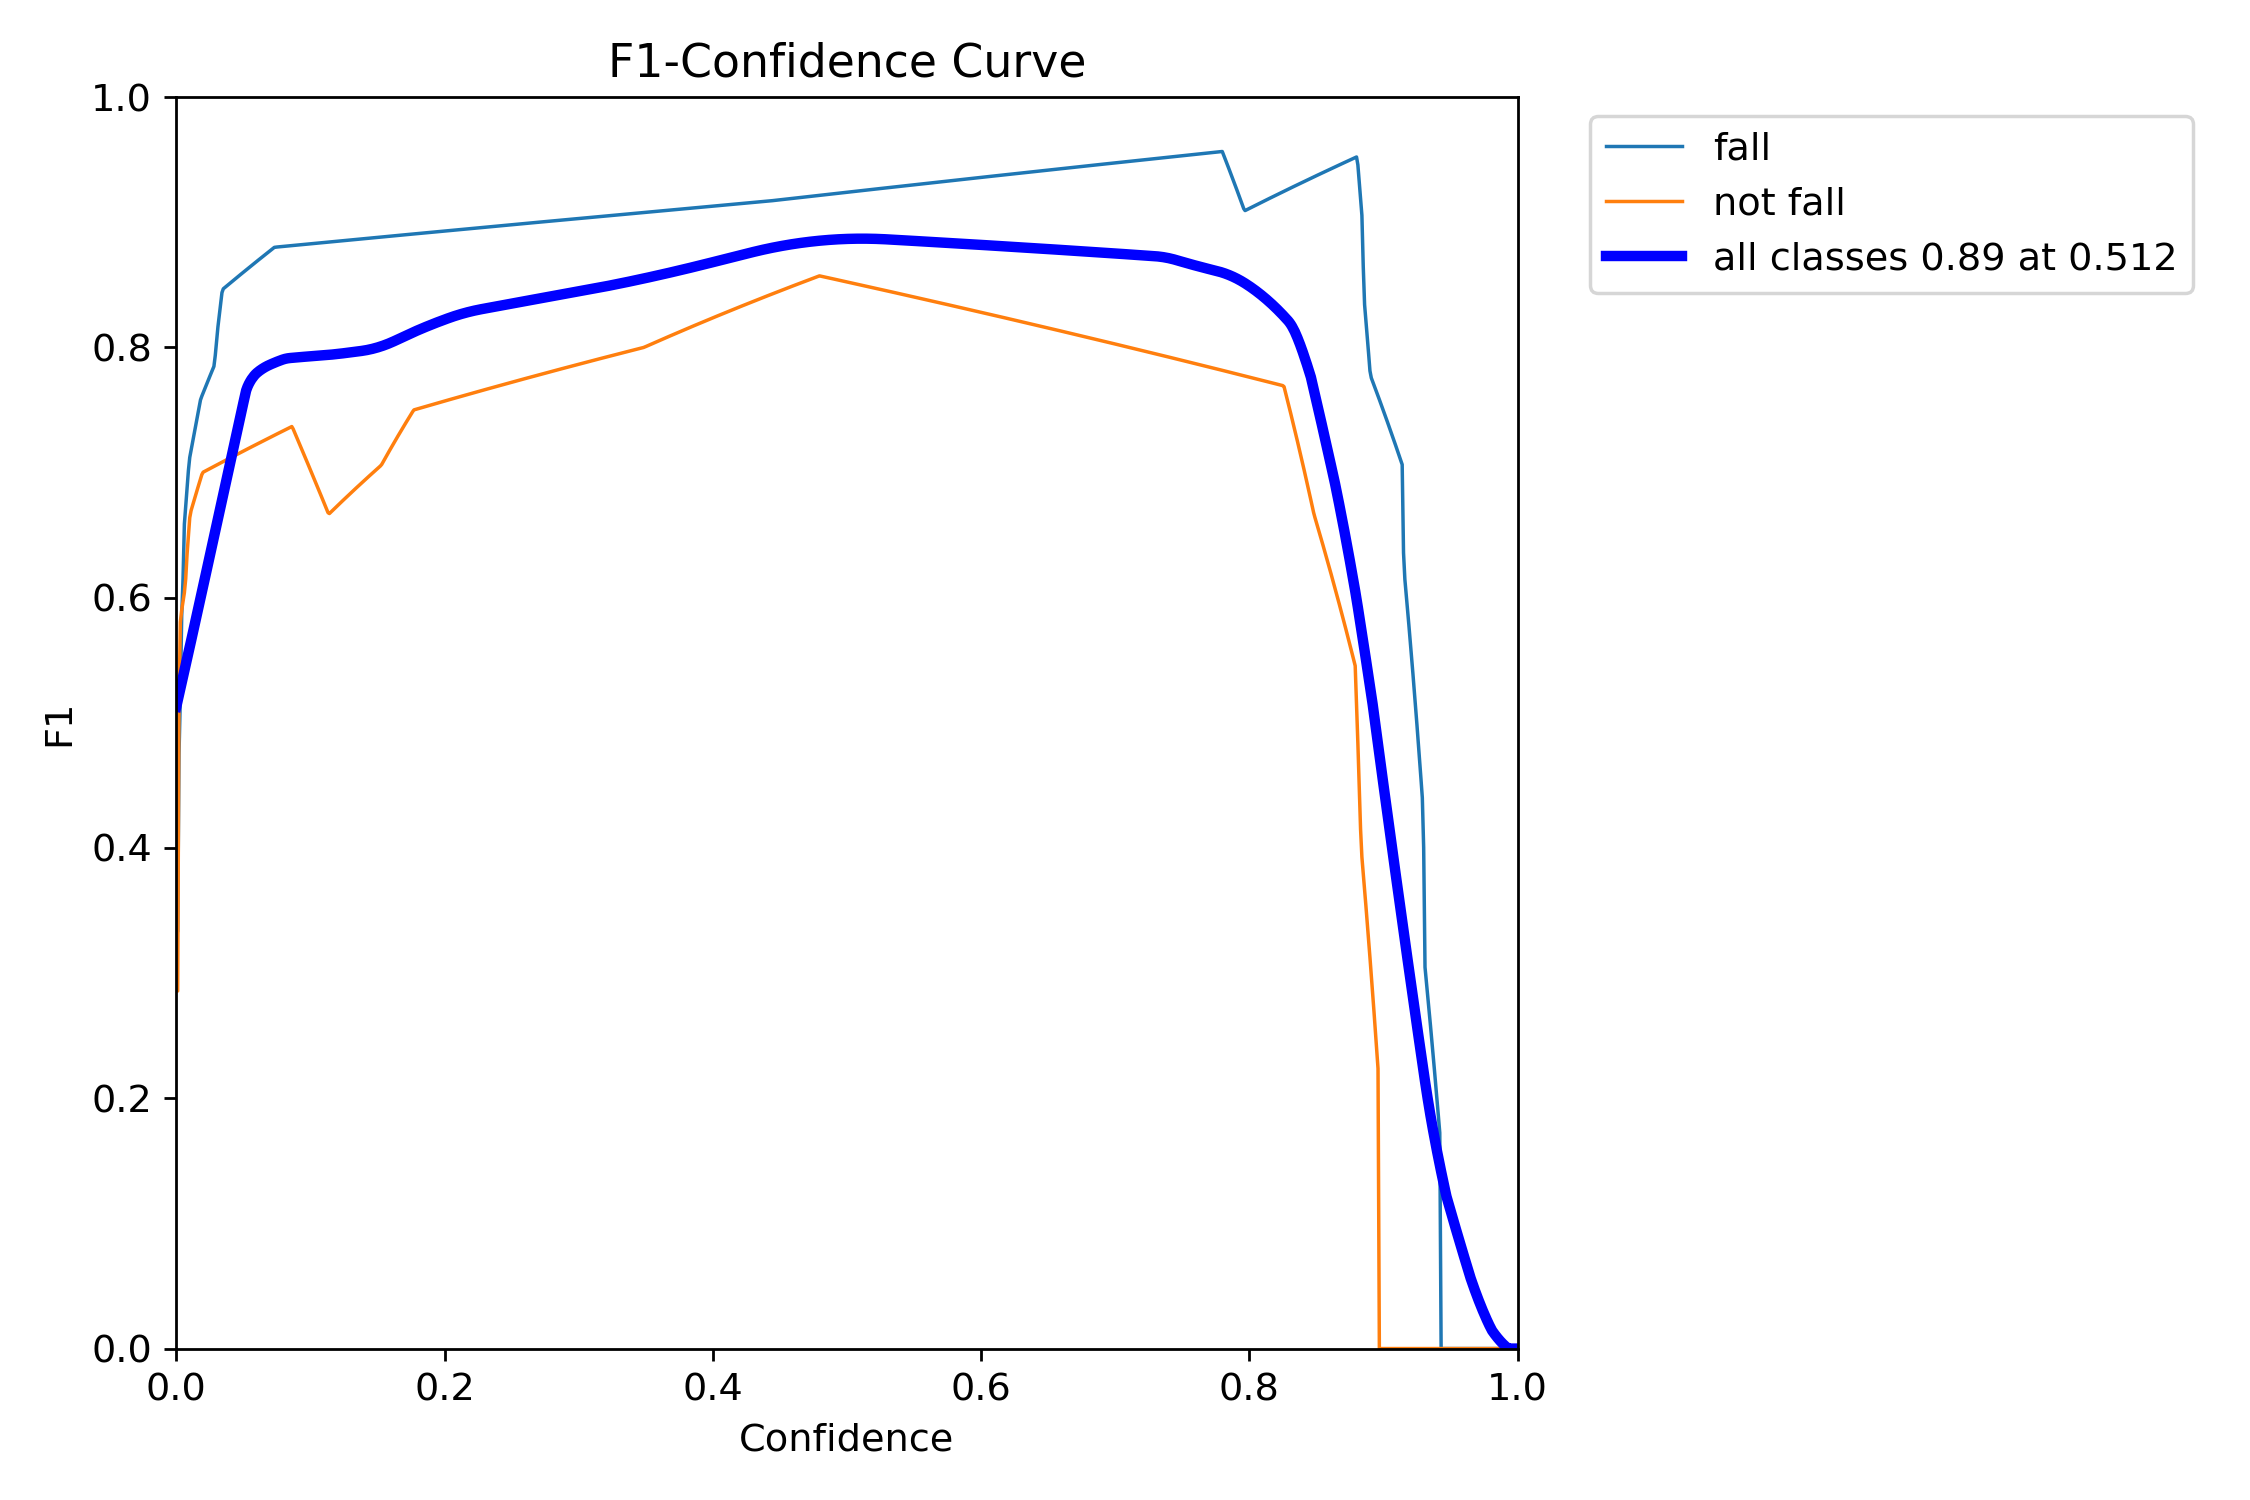 F1-Confidence Curve
1.0
0.8
0.6
0.4
0.2
0.0
F1
0.0 0.2 0.4 0.6 0.8 1.0
Confidence
fall
not fall
all classes 0.89 at 0.512